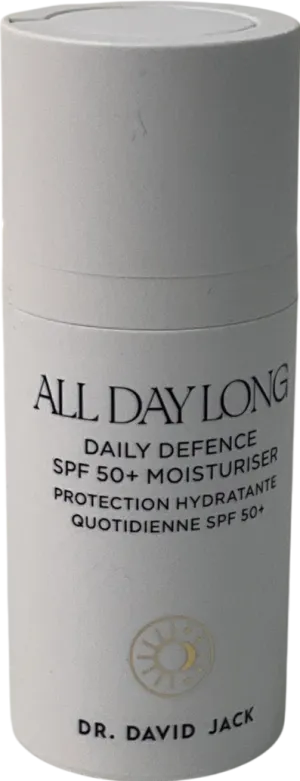 ALL DAY LONG
DAILY DEFENCE
SPF 50+ MOISTURISER
PROTECTION HYDRATANTE
QUOTIDIENNE SPF 50+
DR. DAVID JACK